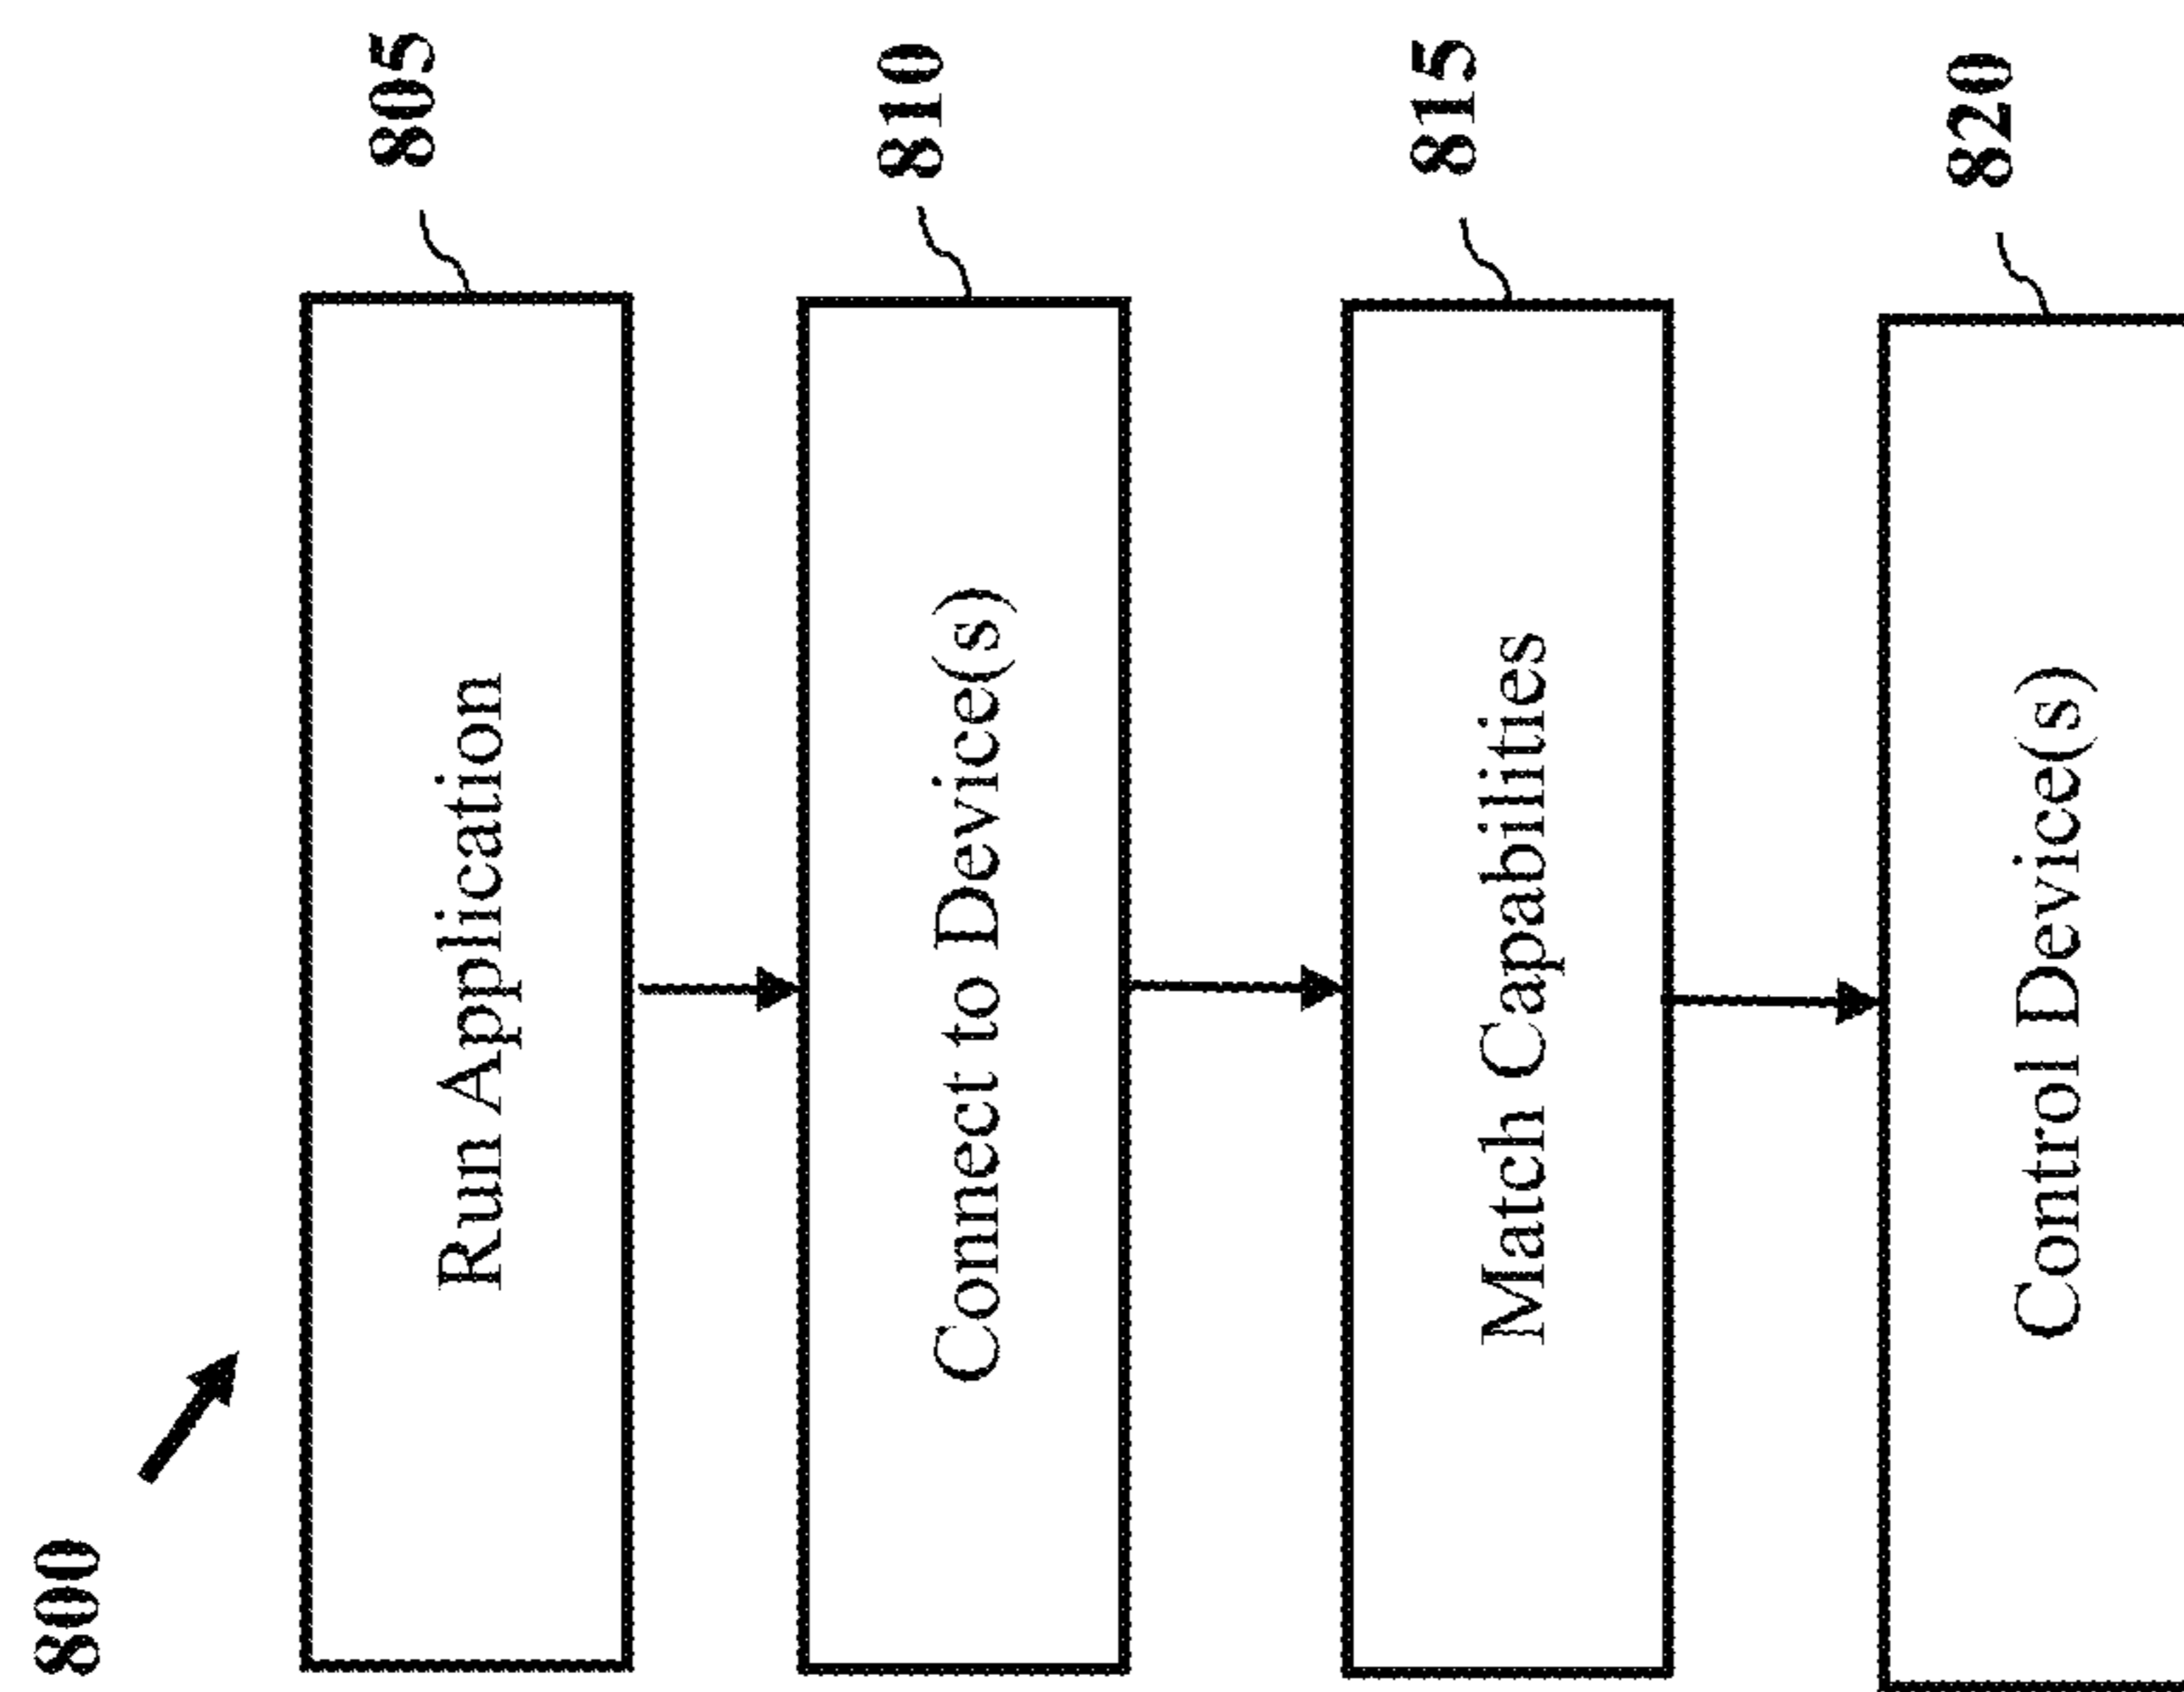 800
805
Run Application
810
Connect to Device(s)
815
Match Capabilities
820
Control Device(s)